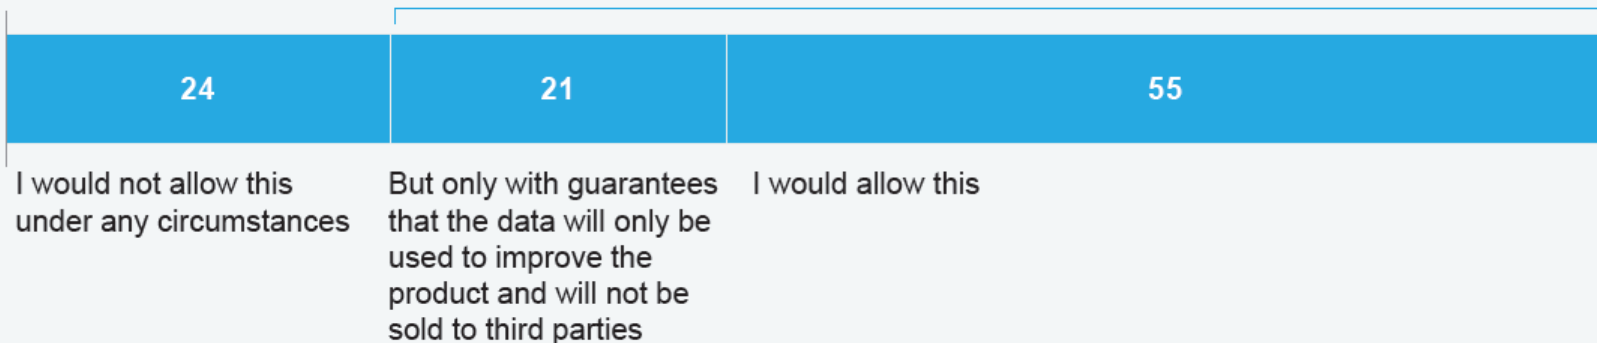 24
21
55
I would not allow this
under any circumstances
But only with guarantees
that the data will only be
used to improve the
product and will not be
sold to third parties
I would allow this